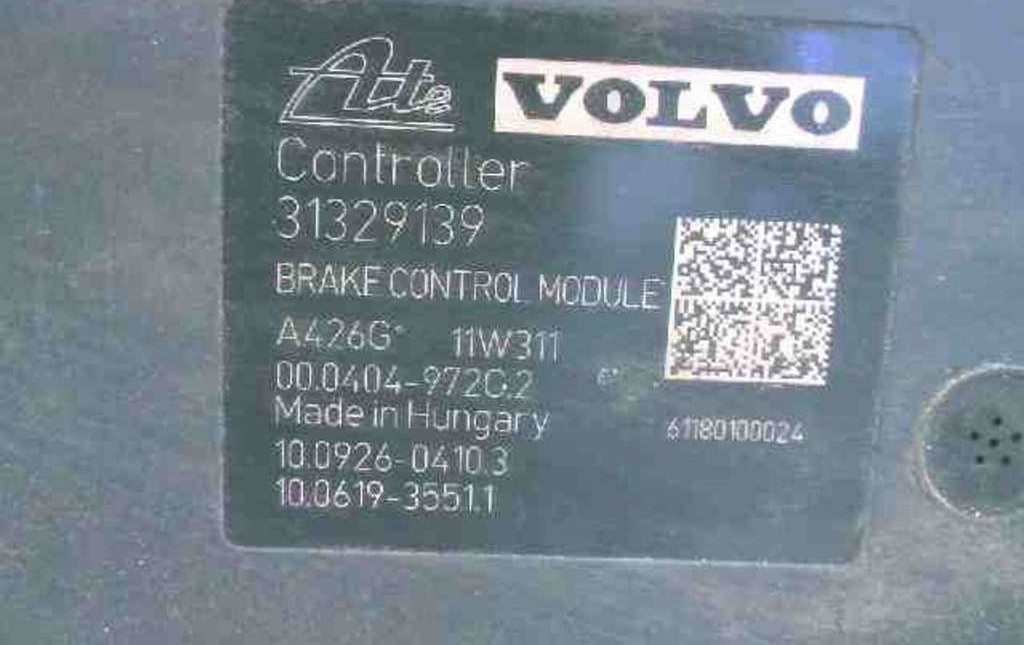 Ate VOLVO
Controller
31329139
BRAKE CONTROL MODULE
A426G* 11W311
00.0404-972C.2
Made in Hungary
61180100024
10.0926-0410.3
10.0619-3551.1